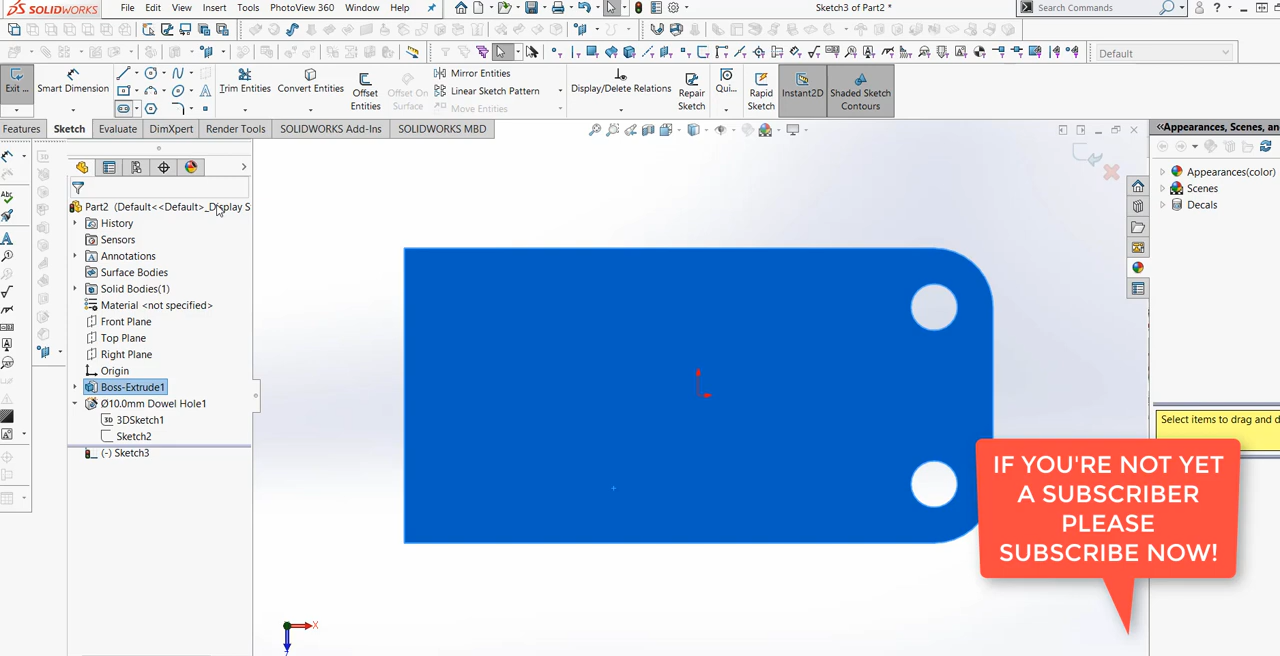 SOLIDWORKS
File Edit View Insert Tools PhotoView 360 Window Help
Sketch3 of Part2 *
Search Commands
Default
Exit ...
Smart Dimension
Trim Entities
Convert Entities
Offset Entities
Offset On Surface
Mirror Entities
Linear Sketch Pattern
Move Entities
Display/Delete Relations
Repair Sketch
Qui...
Rapid Sketch
Instant2D
Shaded Sketch Contours
Features Sketch Evaluate DimXpert Render Tools SOLIDWORKS Add-Ins SOLIDWORKS MBD
<<Appearances, Scenes, an
Appearances(color)
Scenes
Decals
Part2 (Default<<Default>_Display S
History
Sensors
Annotations
Surface Bodies
Solid Bodies(1)
Material <not specified>
Front Plane
Top Plane
Right Plane
Origin
Boss-Extrude1
Ø10.0mm Dowel Hole1
3D 3DSketch1
Sketch2
(-) Sketch3
Select items to drag and d
IF YOU'RE NOT YET
A SUBSCRIBER
PLEASE
SUBSCRIBE NOW!
X